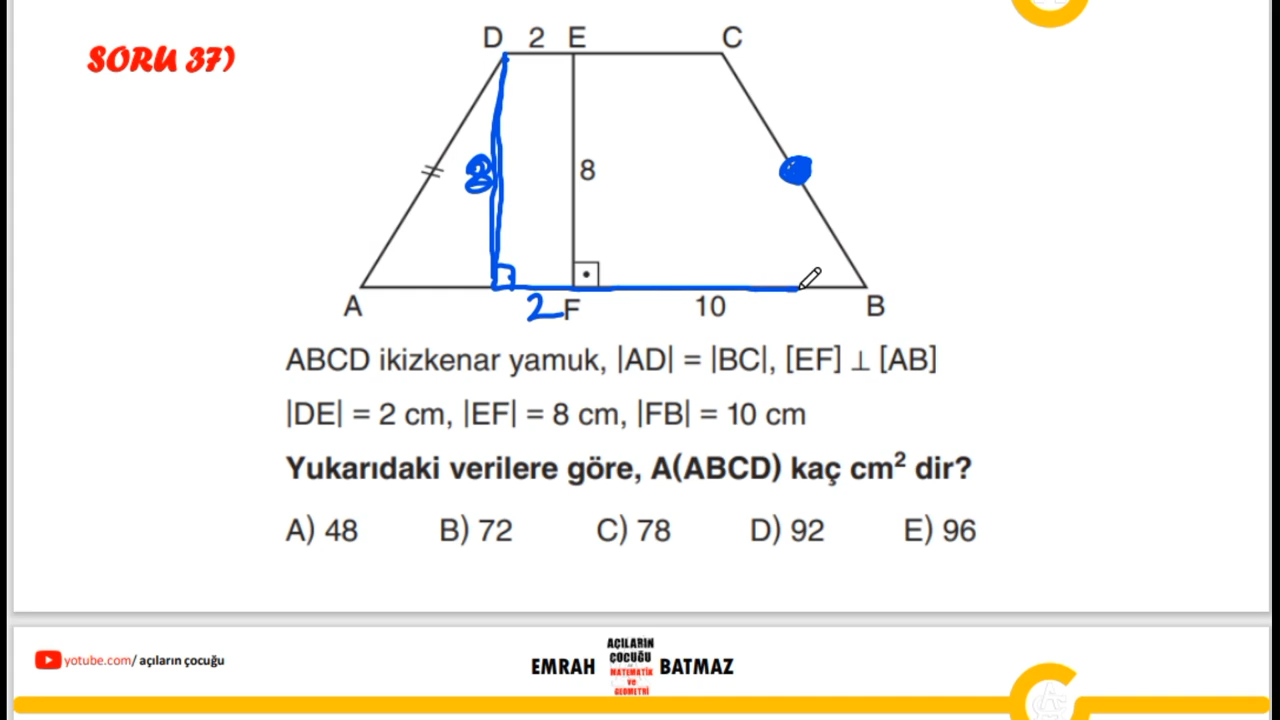 SORU 37)
D 2 E C
8 8
A 2 F 10 B
ABCD ikizkenar yamuk, |AD| = |BC|, [EF] ⊥ [AB]
|DE| = 2 cm, |EF| = 8 cm, |FB| = 10 cm
Yukarıdaki verilere göre, A(ABCD) kaç cm² dir?
A) 48 B) 72 C) 78 D) 92 E) 96
yotube.com/ açıların çocuğu
EMRAH
AÇILARIN
ÇOCUĞU
MATEMATİK
ve
GEOMETRİ
BATMAZ